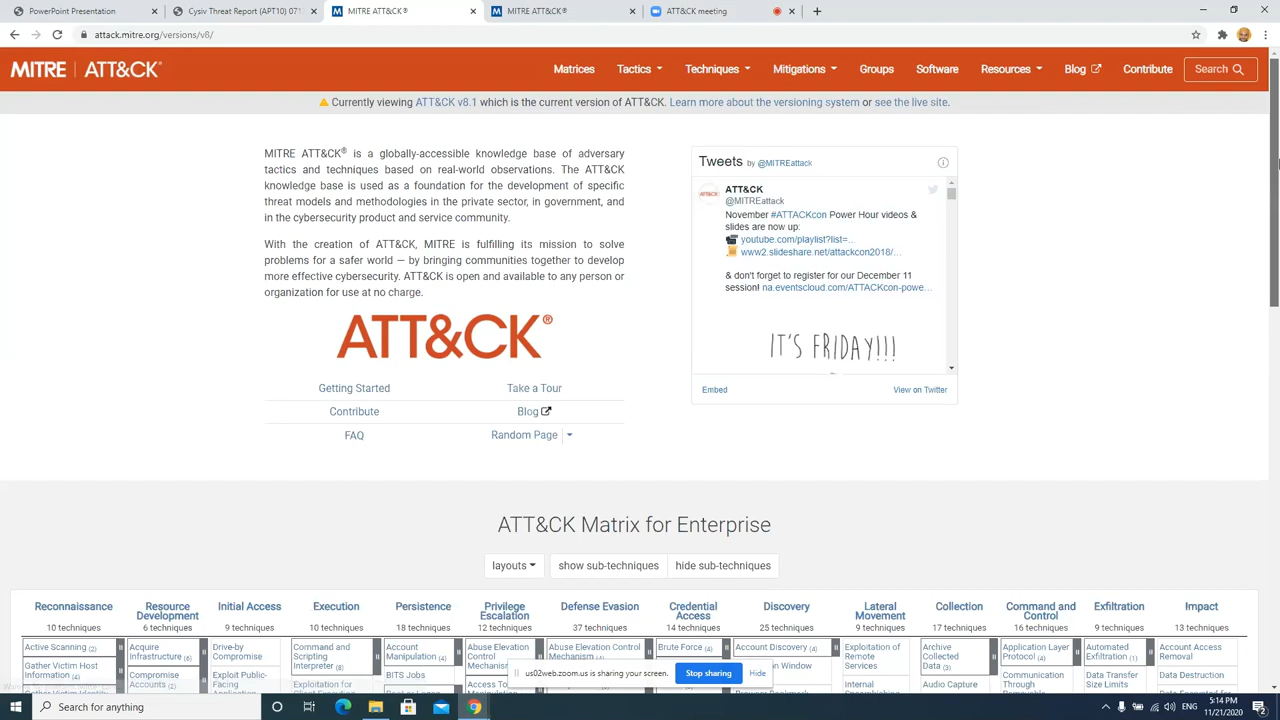 PowerPoint Presentation
Cysiv Threat Report (APT10) 071
MITRE ATT&CK®
MITRE ATT&CK®
ATT&CK meeting
attack.mitre.org/versions/v8/
MITRE | ATT&CK®
Matrices
Tactics
Techniques
Mitigations
Groups
Software
Resources
Blog
Contribute
Search
Currently viewing ATT&CK v8.1 which is the current version of ATT&CK. Learn more about the versioning system or see the live site.
MITRE ATT&CK® is a globally-accessible knowledge base of adversary
tactics and techniques based on real-world observations. The ATT&CK
knowledge base is used as a foundation for the development of specific
threat models and methodologies in the private sector, in government, and
in the cybersecurity product and service community.
With the creation of ATT&CK, MITRE is fulfilling its mission to solve
problems for a safer world — by bringing communities together to develop
more effective cybersecurity. ATT&CK is open and available to any person or
organization for use at no charge.
ATT&CK®
Getting Started
Take a Tour
Contribute
Blog
FAQ
Random Page
Tweets by @MITREattack
ATT&CK
@MITREattack
November #ATTACKcon Power Hour videos &
slides are now up:
youtube.com/playlist?list=...
www2.slideshare.net/attackcon2018/...
& don't forget to register for our December 11
session! na.eventscloud.com/ATTACKcon-powe...
IT'S FRIDAY!!!
Embed
View on Twitter
ATT&CK Matrix for Enterprise
layouts
show sub-techniques
hide sub-techniques
Reconnaissance
10 techniques
Active Scanning (2)
Gather Victim Host
Information (4)
Resource
Development
6 techniques
Acquire
Infrastructure (6)
Compromise
Accounts (2)
Initial Access
9 techniques
Drive-by
Compromise
Exploit Public-
Facing
Execution
10 techniques
Command and
Scripting
Interpreter (8)
Exploitation for
Persistence
18 techniques
Account
Manipulation (4)
BITS Jobs
Privilege
Escalation
12 techniques
Abuse Elevation
Control
Defense Evasion
37 techniques
Abuse Elevation Control
Credential
Access
14 techniques
Brute Force (4)
Discovery
25 techniques
Account Discovery (4)
Window
Lateral
Movement
9 techniques
Exploitation of
Remote
Services
Collection
17 techniques
Archive
Collected
Data (3)
Audio Capture
Command and
Control
16 techniques
Application Layer
Protocol (4)
Communication
Through
Exfiltration
9 techniques
Automated
Exfiltration (1)
Data Transfer
Size Limits
Impact
13 techniques
Account Access
Removal
Data Destruction
us02web.zoom.us is sharing your screen.
Stop sharing
Hide
Search for anything
ENG
5:14 PM
11/21/2020
2